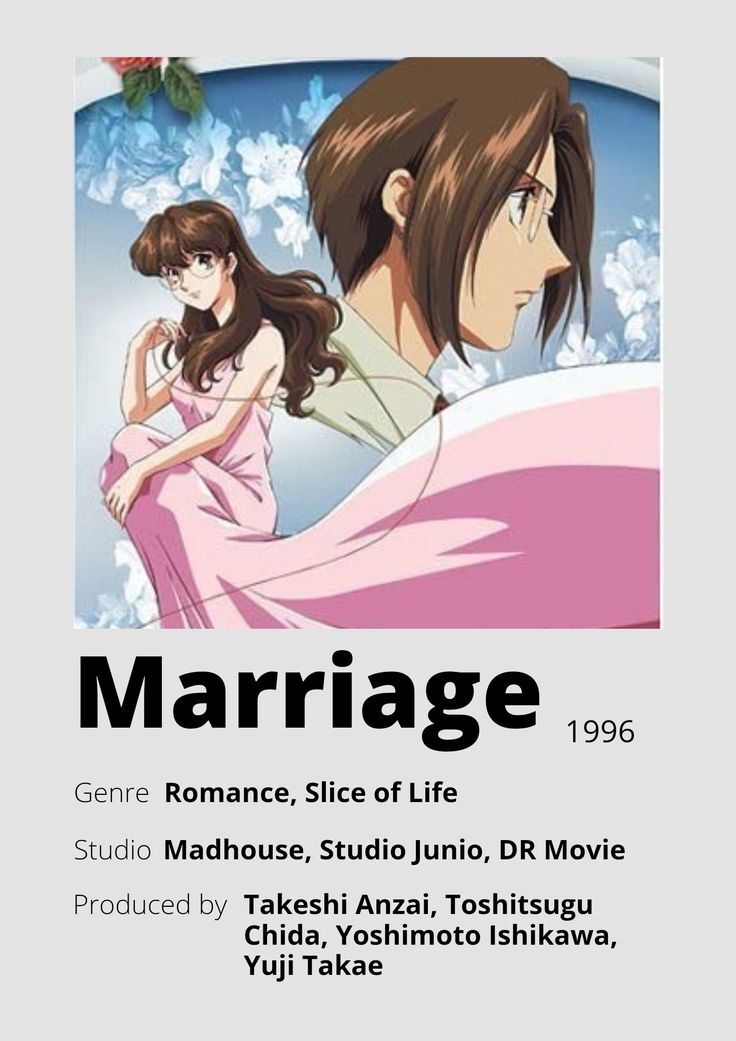 Marriage 1996
Genre Romance, Slice of Life
Studio Madhouse, Studio Junio, DR Movie
Produced by Takeshi Anzai, Toshitsugu
Chida, Yoshimoto Ishikawa,
Yuji Takae